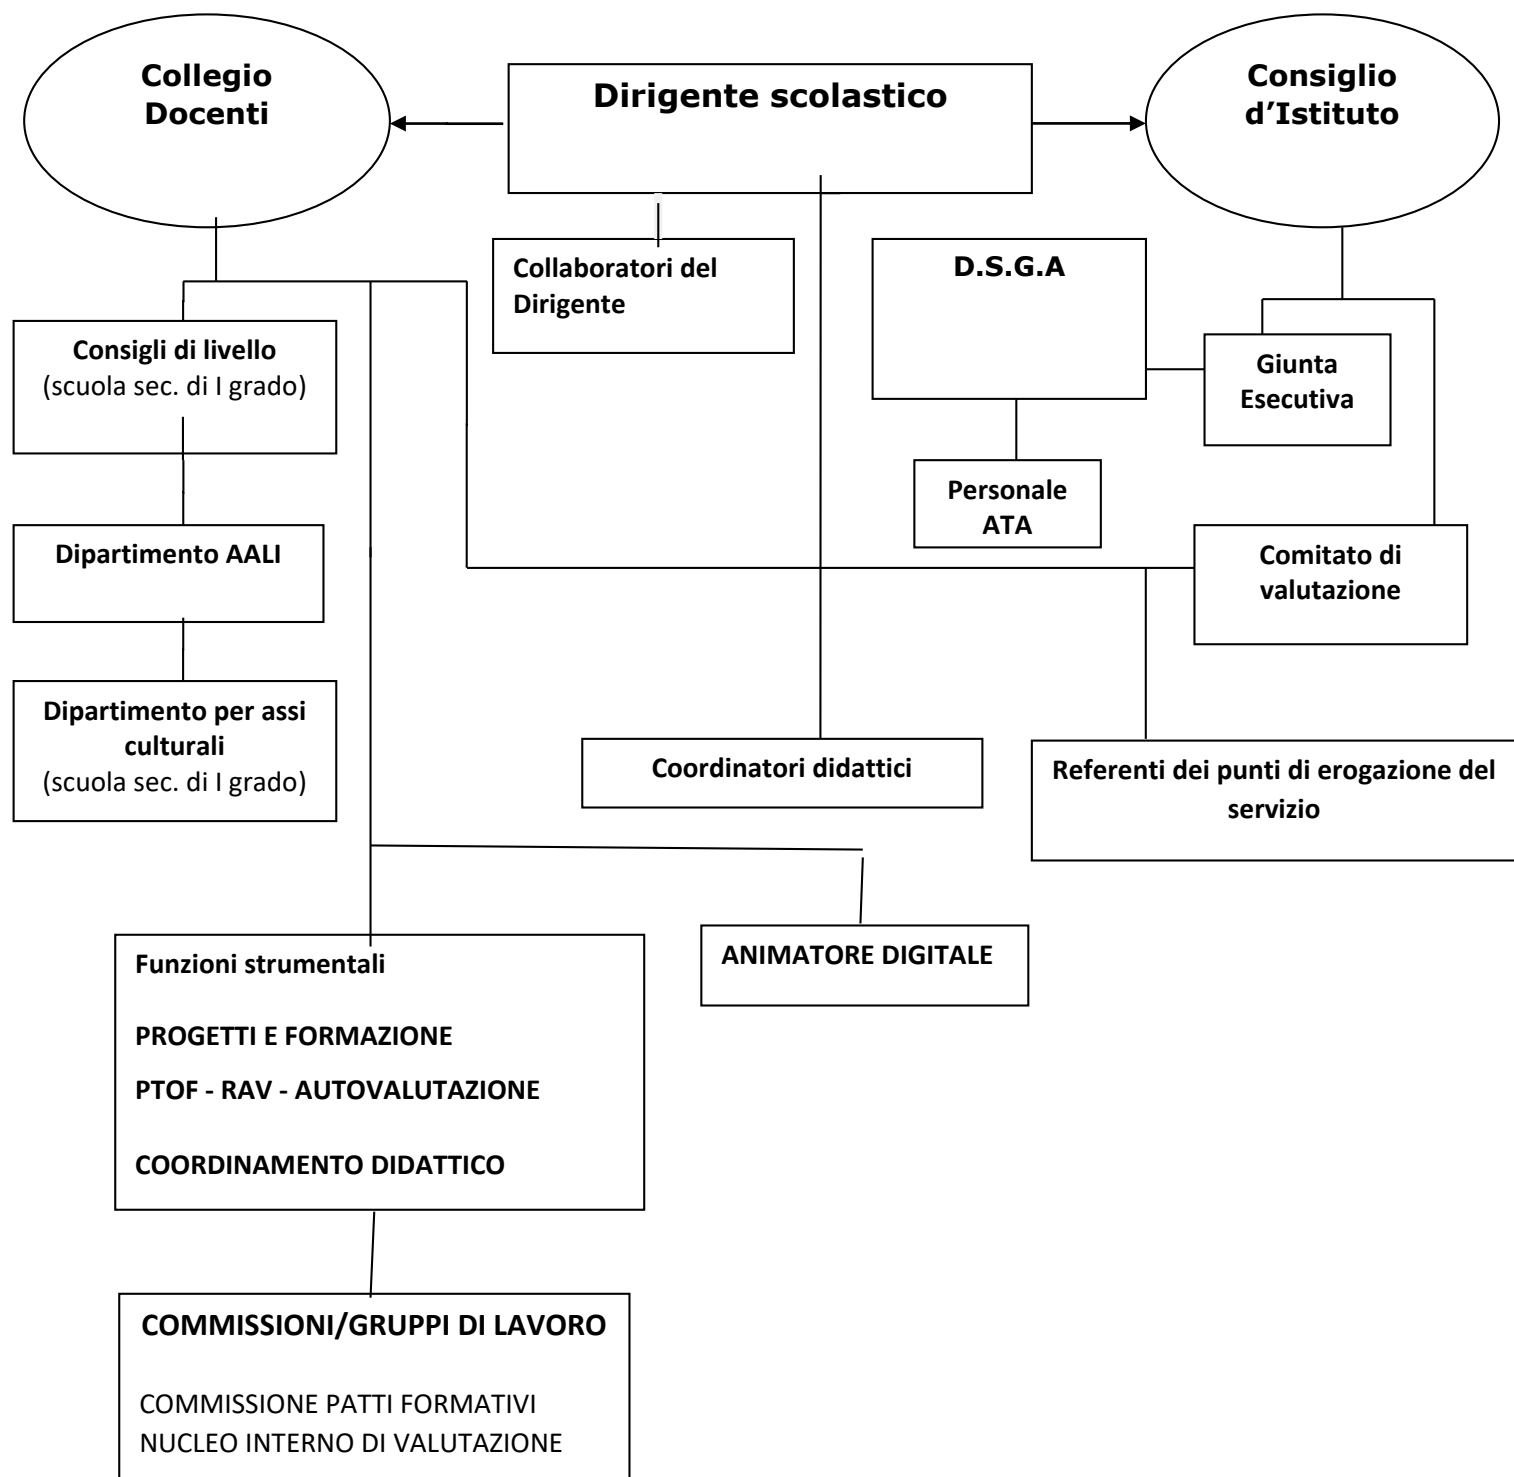 Collegio
Docenti
Dirigente scolastico
Consiglio
d’Istituto
Collaboratori del
Dirigente
D.S.G.A
Consigli di livello
(scuola sec. di I grado)
Giunta
Esecutiva
Personale
ATA
Dipartimento AALI
Comitato di
valutazione
Dipartimento per assi
culturali
(scuola sec. di I grado)
Coordinatori didattici
Referenti dei punti di erogazione del
servizio
Funzioni strumentali
PROGETTI E FORMAZIONE
PTOF - RAV - AUTOVALUTAZIONE
COORDINAMENTO DIDATTICO
ANIMATORE DIGITALE
COMMISSIONI/GRUPPI DI LAVORO
COMMISSIONE PATTI FORMATIVI
NUCLEO INTERNO DI VALUTAZIONE